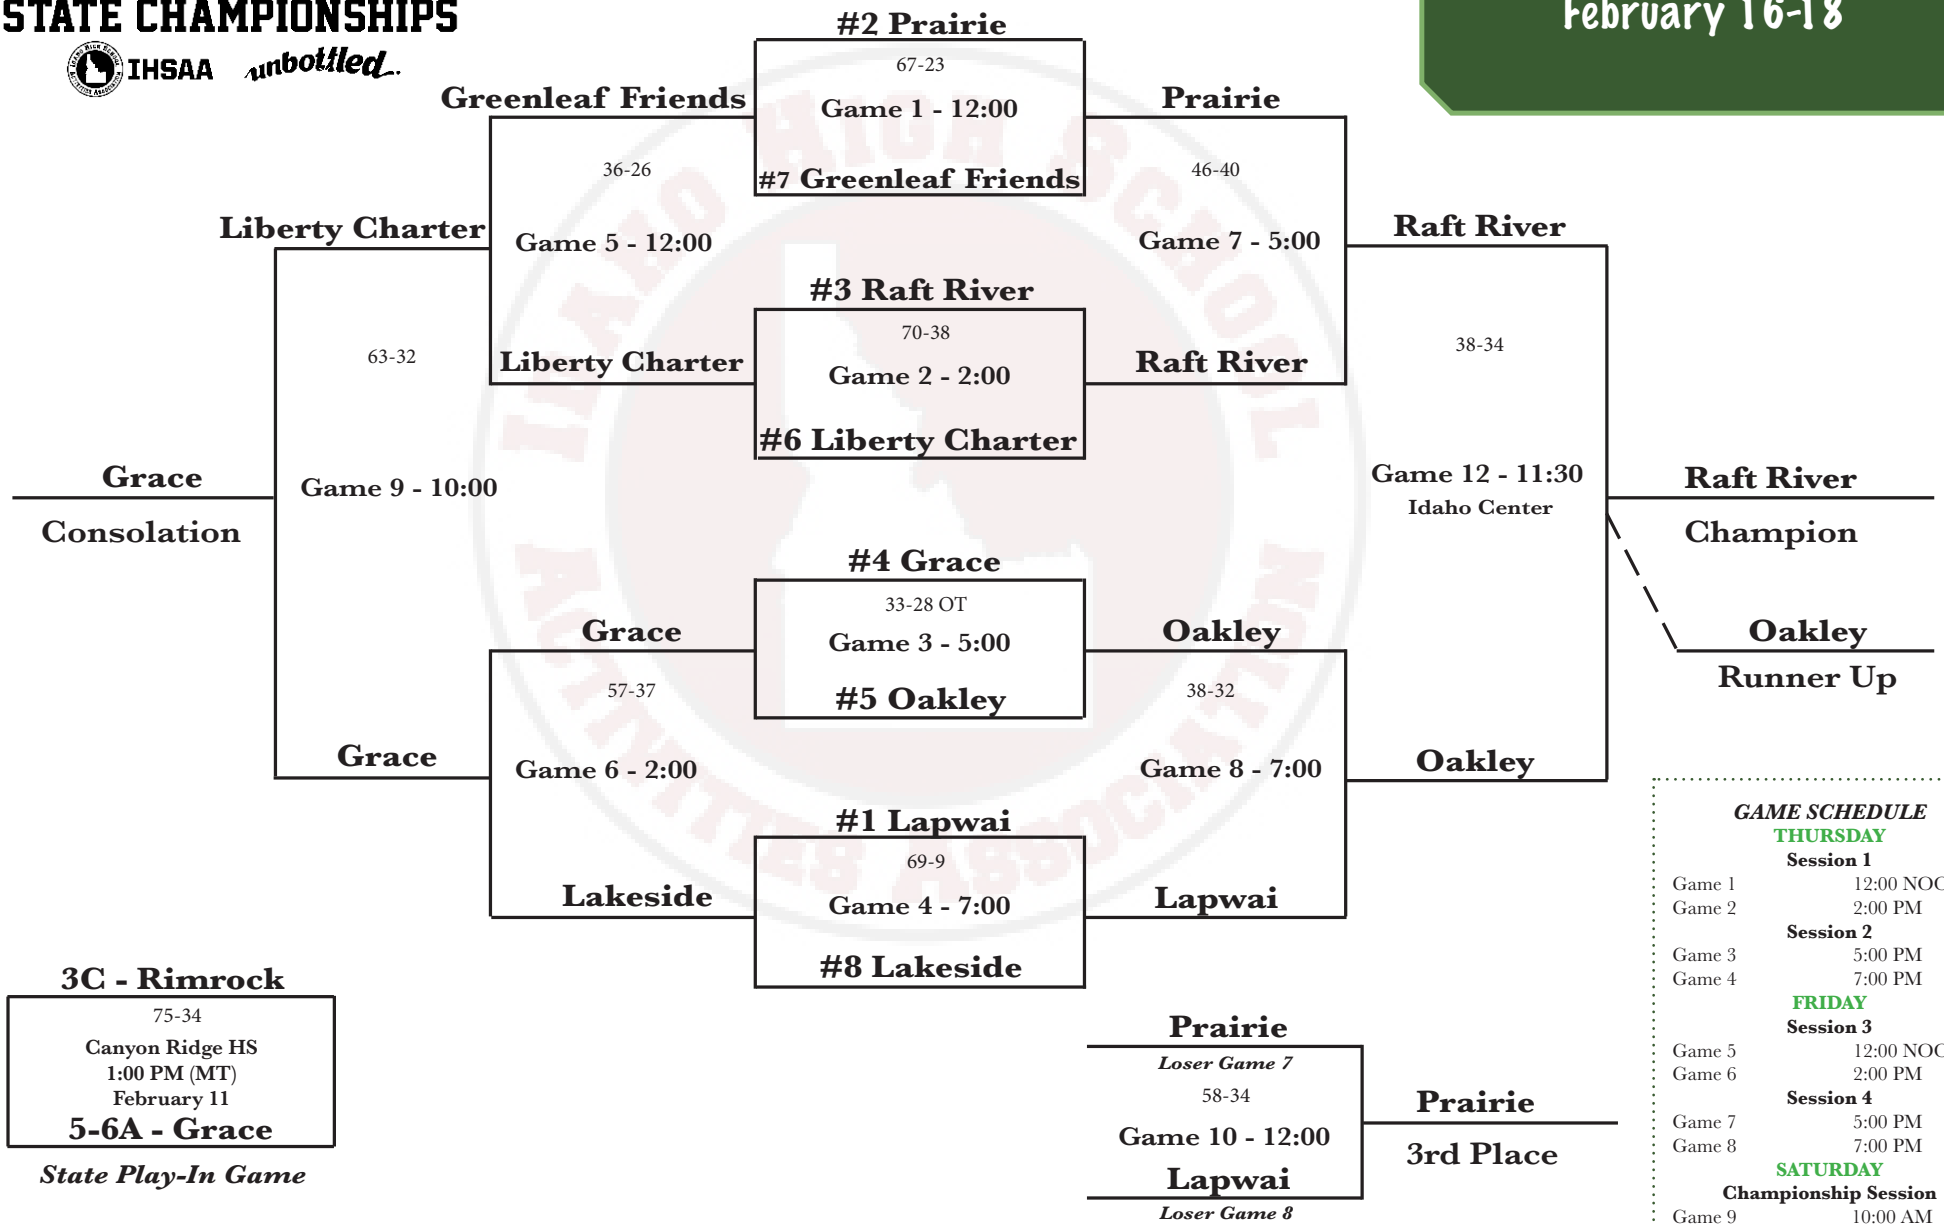 STATE CHAMPIONSHIPS
IHSAA unbottled.
February 16-18
#2 Prairie
67-23
Game 1 - 12:00
#7 Greenleaf Friends
Greenleaf Friends
36-26
Game 5 - 12:00
Liberty Charter
Prairie
46-40
Game 7 - 5:00
Raft River
Liberty Charter
63-32
Game 9 - 10:00
Grace
Consolation
#3 Raft River
70-38
Game 2 - 2:00
#6 Liberty Charter
Raft River
38-34
Game 12 - 11:30
Idaho Center
Raft River
Champion
Oakley
Runner Up
#4 Grace
33-28 OT
Game 3 - 5:00
#5 Oakley
Grace
57-37
Game 6 - 2:00
Lakeside
Grace
Oakley
38-32
Game 8 - 7:00
Lapwai
Oakley
#1 Lapwai
69-9
Game 4 - 7:00
#8 Lakeside
IDAHO HIGH SCHOOL ACTIVITIES ASSOCIATION
3C - Rimrock
75-34
Canyon Ridge HS
1:00 PM (MT)
February 11
5-6A - Grace
State Play-In Game
Prairie
Loser Game 7
58-34
Game 10 - 12:00
Lapwai
Loser Game 8
Prairie
3rd Place
GAME SCHEDULE
THURSDAY
Session 1
Game 1 12:00 NOO
Game 2 2:00 PM
Session 2
Game 3 5:00 PM
Game 4 7:00 PM
FRIDAY
Session 3
Game 5 12:00 NOO
Game 6 2:00 PM
Session 4
Game 7 5:00 PM
Game 8 7:00 PM
SATURDAY
Championship Session
Game 9 10:00 AM